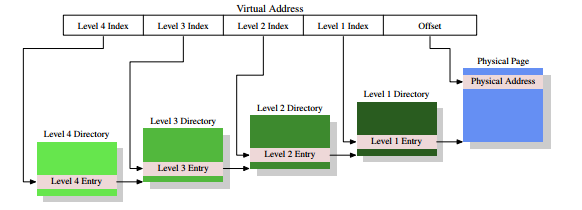 Virtual Address
Level 4 Index Level 3 Index Level 2 Index Level 1 Index Offset
Physical Page
Physical Address
Level 1 Directory
Level 1 Entry
Level 2 Directory
Level 2 Entry
Level 3 Directory
Level 3 Entry
Level 4 Directory
Level 4 Entry